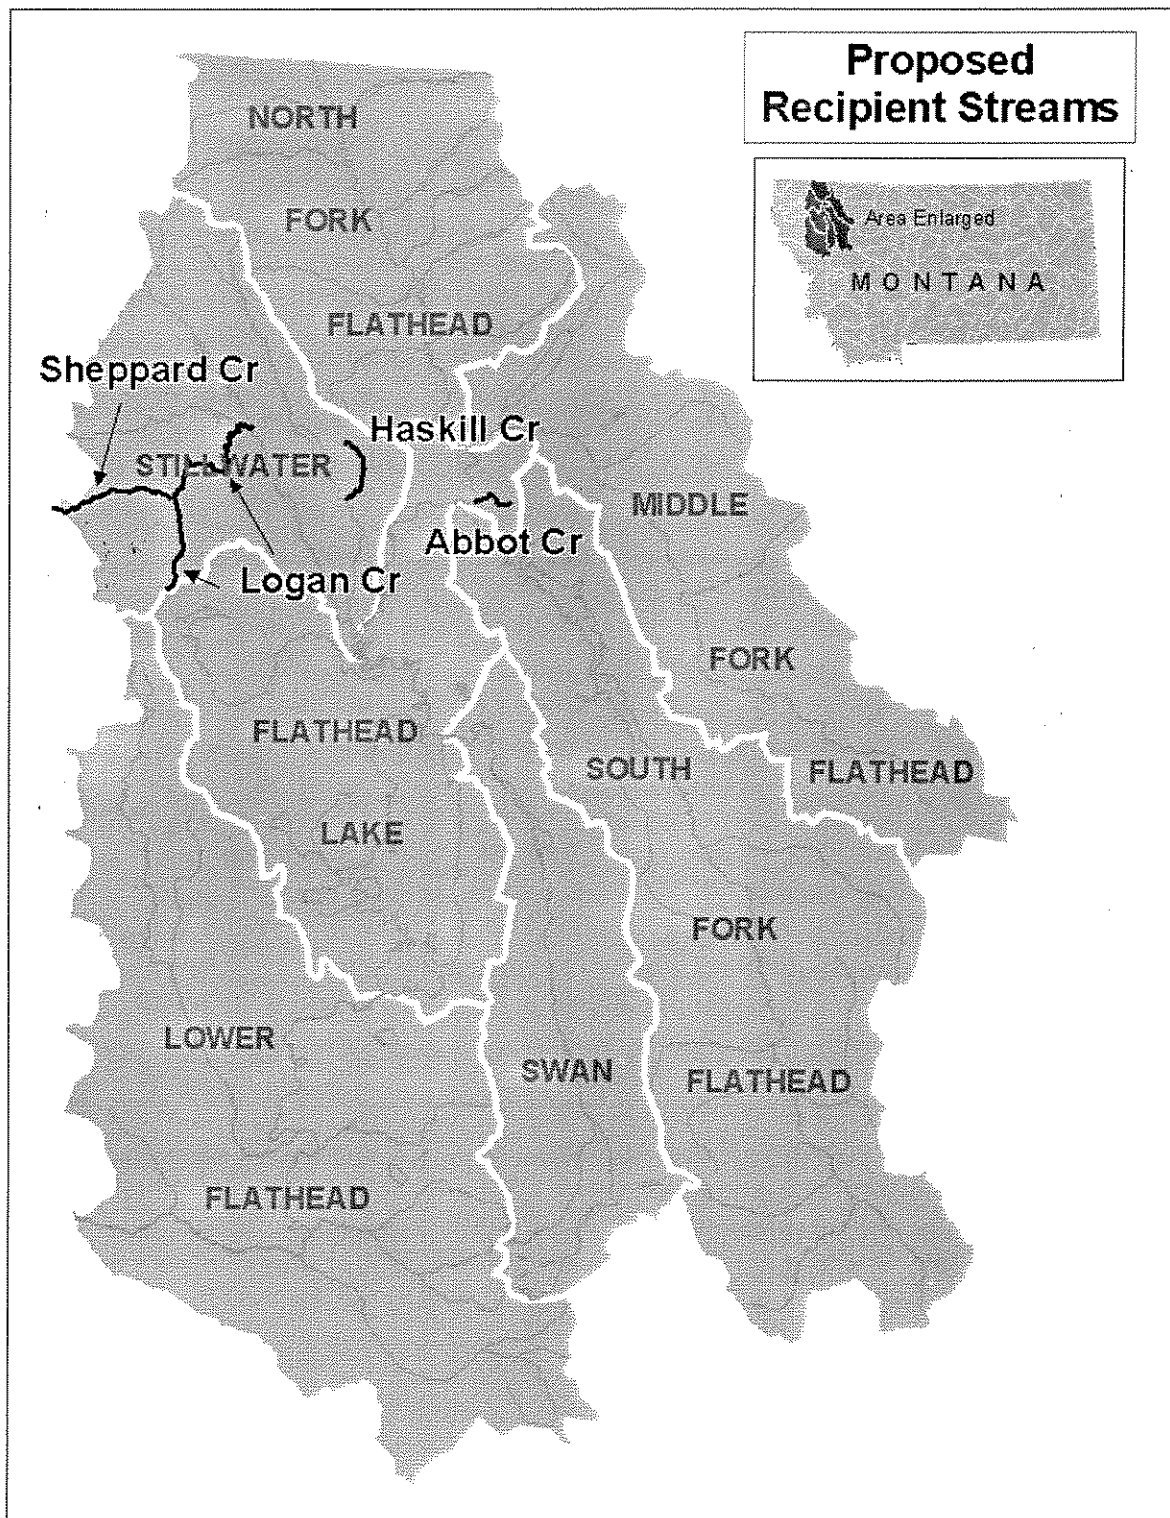 Proposed
Recipient Streams
Area Enlarged
M O N T A N A
NORTH
FORK
FLATHEAD
Sheppard Cr
Haskill Cr
STILLWATER
MIDDLE
Abbot Cr
Logan Cr
FORK
FLATHEAD
SOUTH
FLATHEAD
LAKE
FORK
LOWER
SWAN
FLATHEAD
FLATHEAD